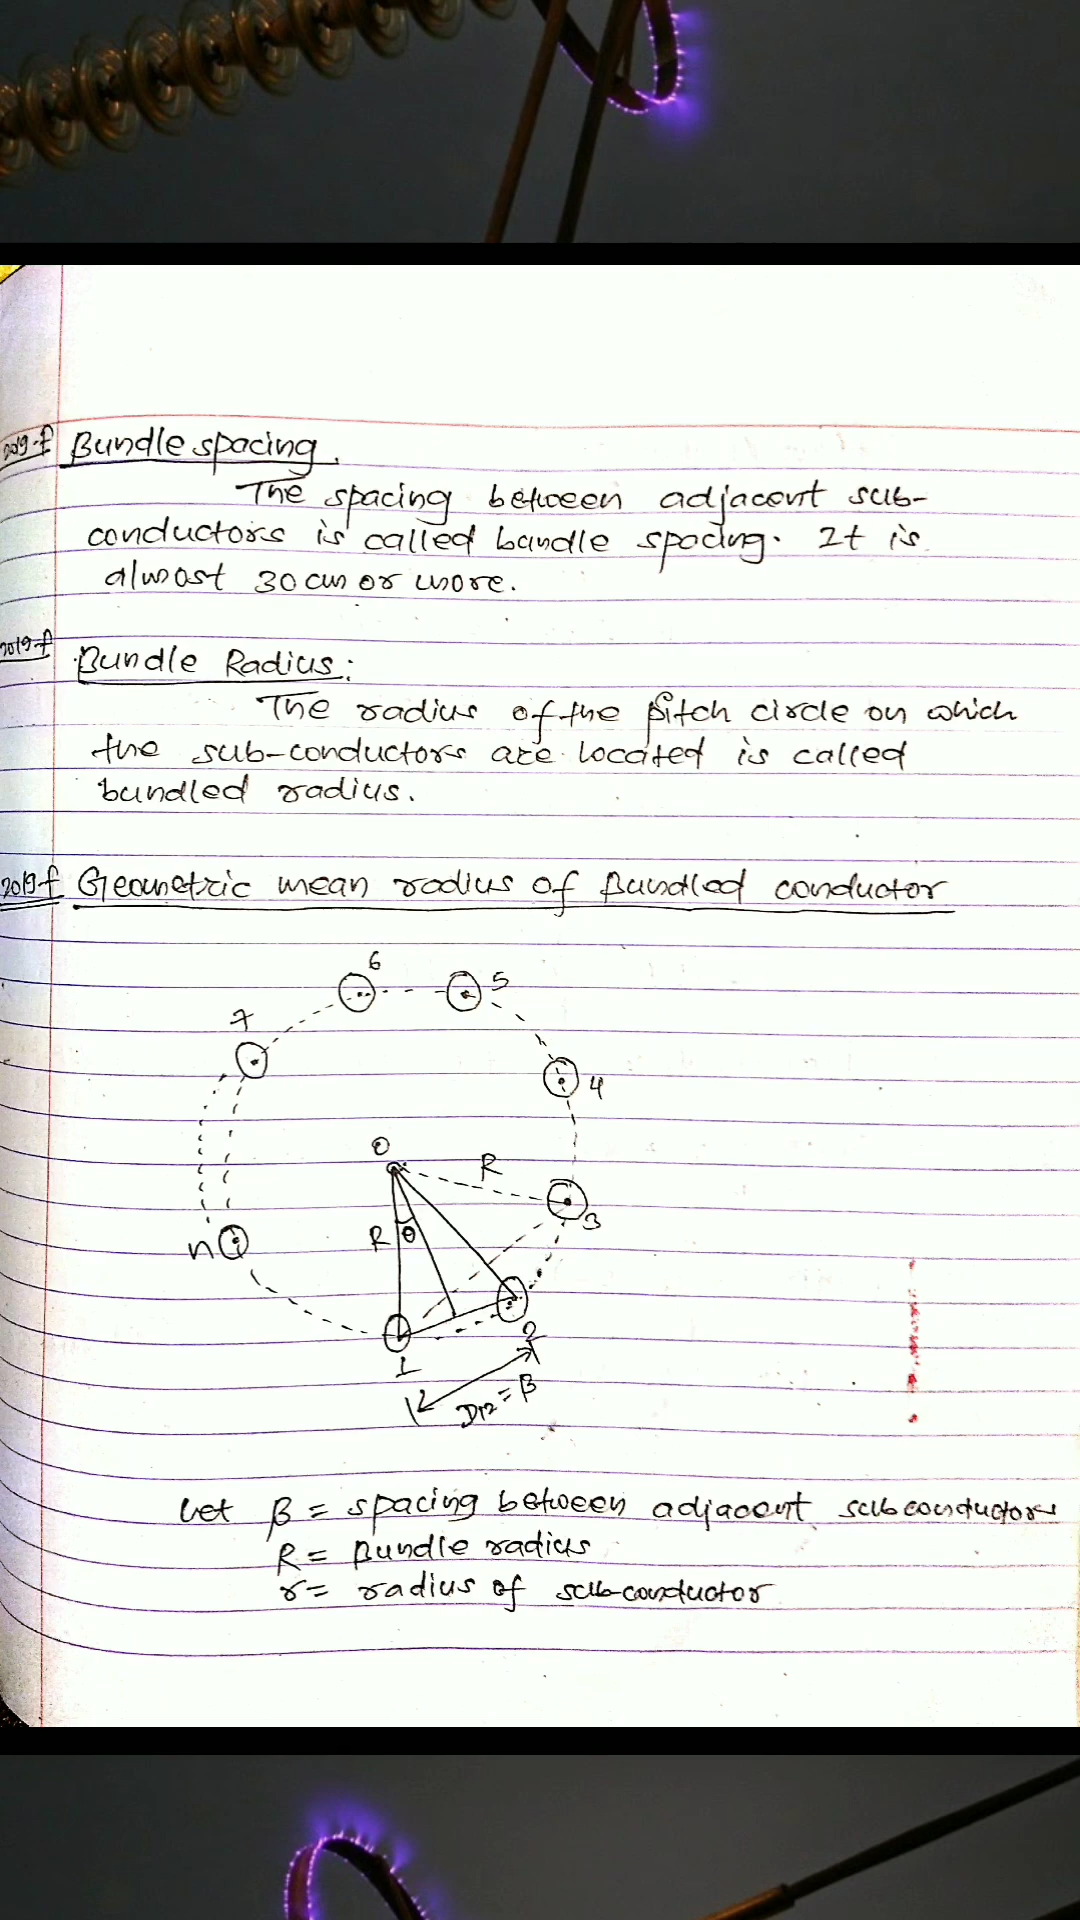 2019-f Bundle spacing.
The spacing between adjacent sub-
conductors is called bundle spacing. It is
almost 30 cm or more.
2019-f Bundle Radius:
The radius of the pitch circle on which
the sub-conductors are located is called
bundled radius.
2019-f Geometric mean radius of Bundled conductor
6
5
7
4
O
R
3
R θ
n
2
1
D12 = B
Let B = spacing between adjacent subconductors
R = Bundle radius
r = radius of sub-conductor